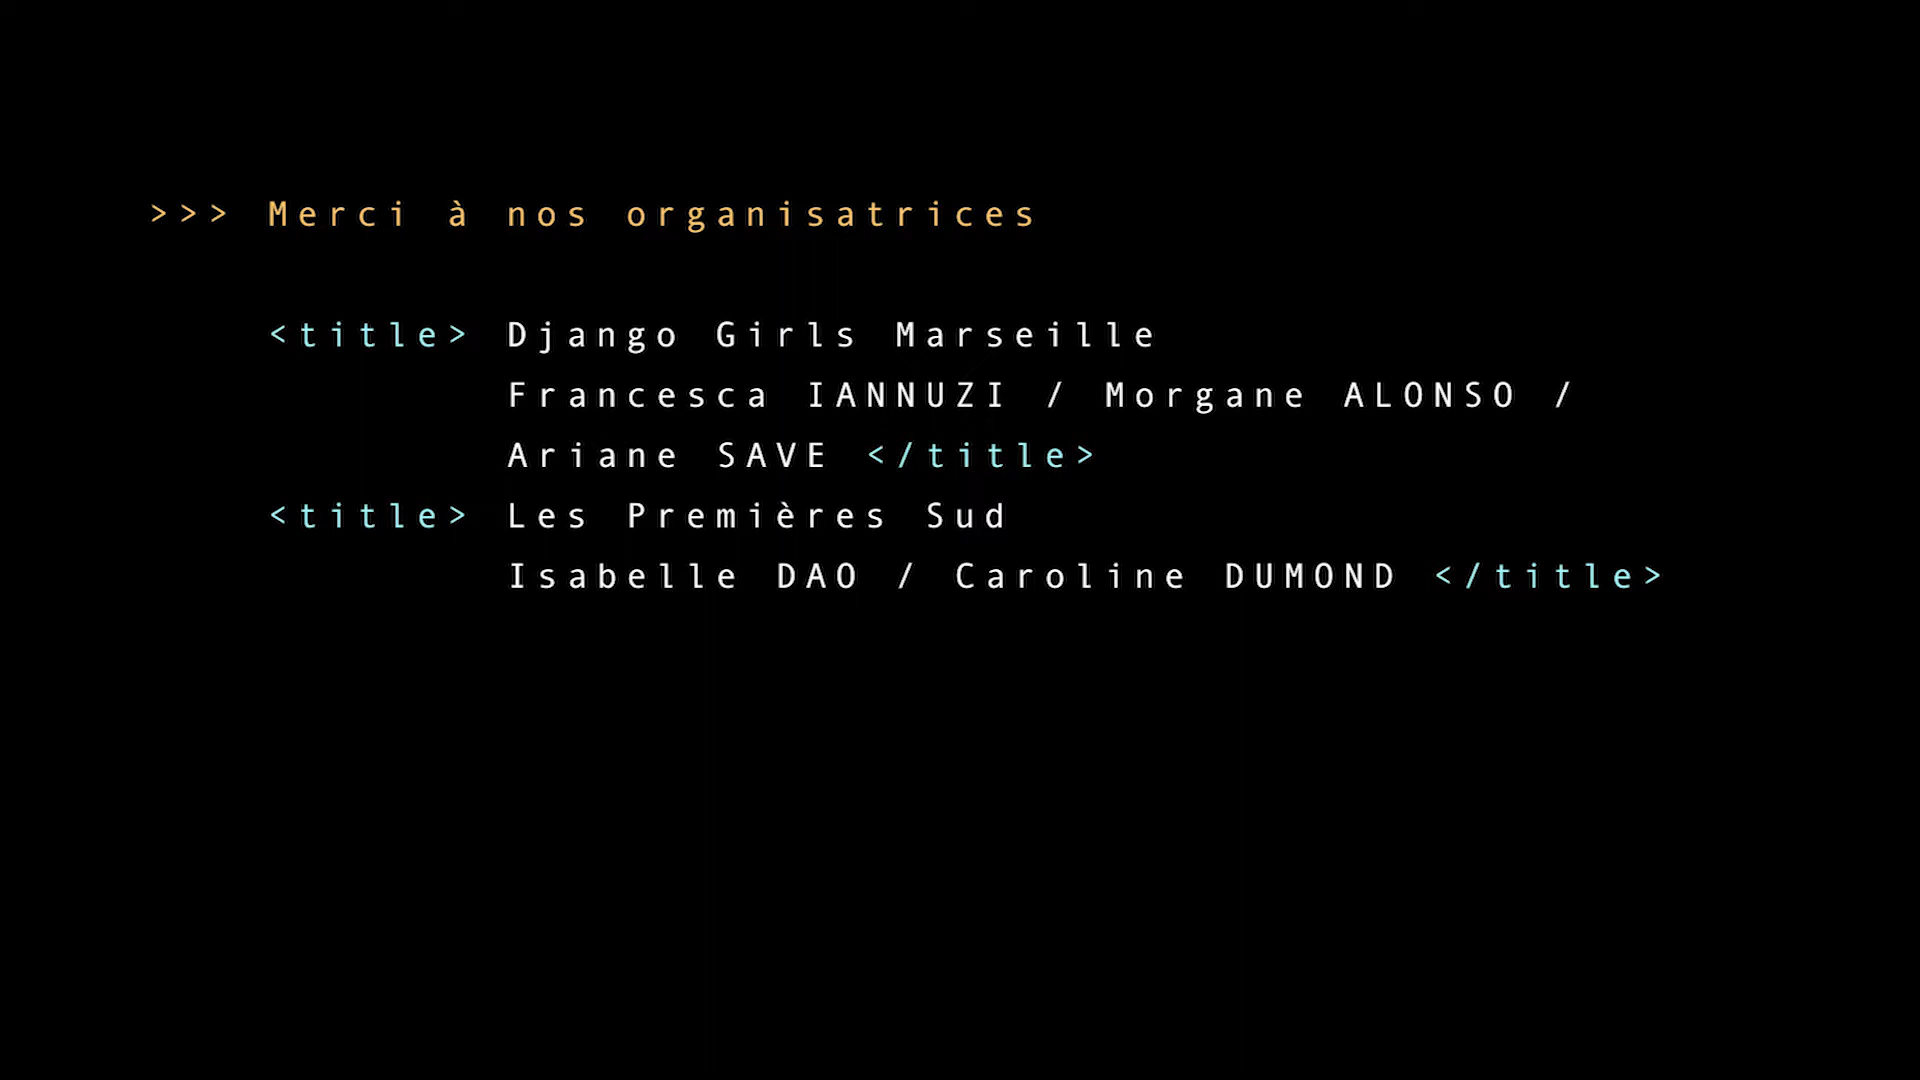 >>> Merci à nos organisatrices
<title> Django Girls Marseille
Francesca IANNUZI / Morgane ALONSO /
Ariane SAVE </title>
<title> Les Premières Sud
Isabelle DAO / Caroline DUMOND </title>